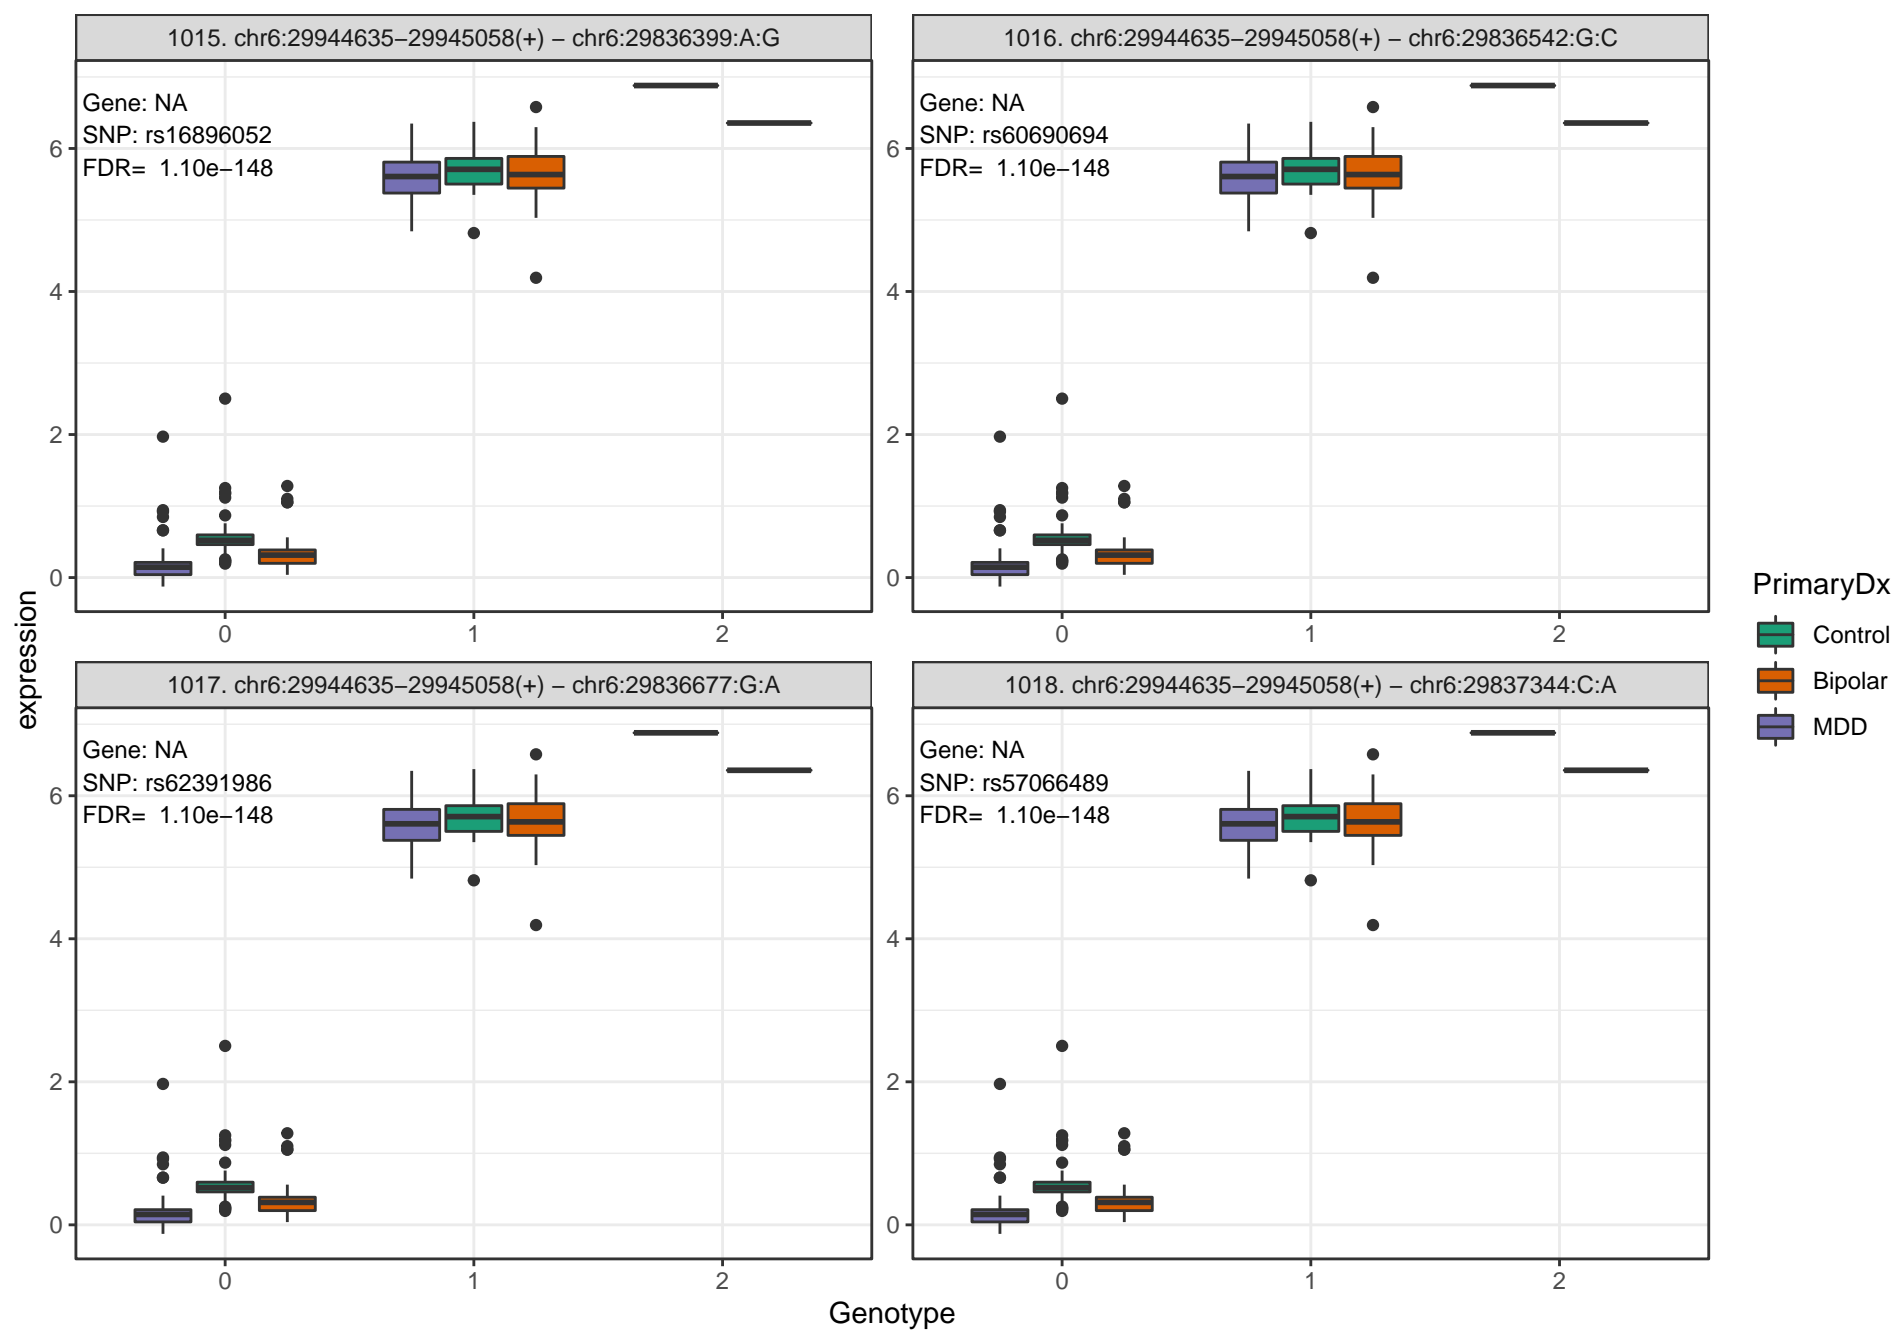 1015. chr6:29944635−29945058(+) − chr6:29836399:A:G
1016. chr6:29944635−29945058(+) − chr6:29836542:G:C
Gene: NA
SNP: rs16896052
FDR= 1.10e−148
Gene: NA
SNP: rs60690694
FDR= 1.10e−148
6
4
2
0
6
4
2
0
0 1 2
0 1 2
1017. chr6:29944635−29945058(+) − chr6:29836677:G:A
1018. chr6:29944635−29945058(+) − chr6:29837344:C:A
Gene: NA
SNP: rs62391986
FDR= 1.10e−148
Gene: NA
SNP: rs57066489
FDR= 1.10e−148
6
4
2
0
6
4
2
0
0 1 2
0 1 2
expression
Genotype
PrimaryDx
Control
Bipolar
MDD